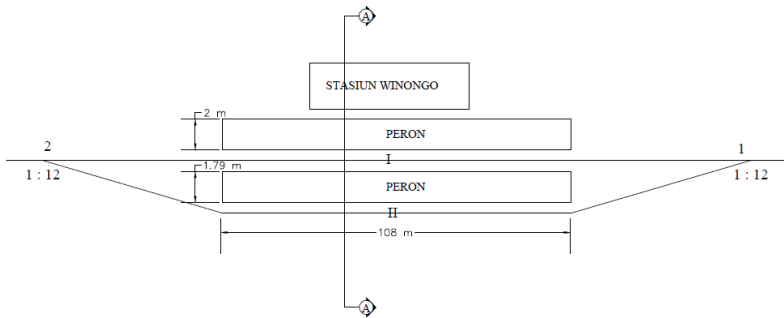 A
STASIUN WINONGO
2 m
PERON
2
I
1
1.79 m
1 : 12
PERON
1 : 12
II
108 m
A